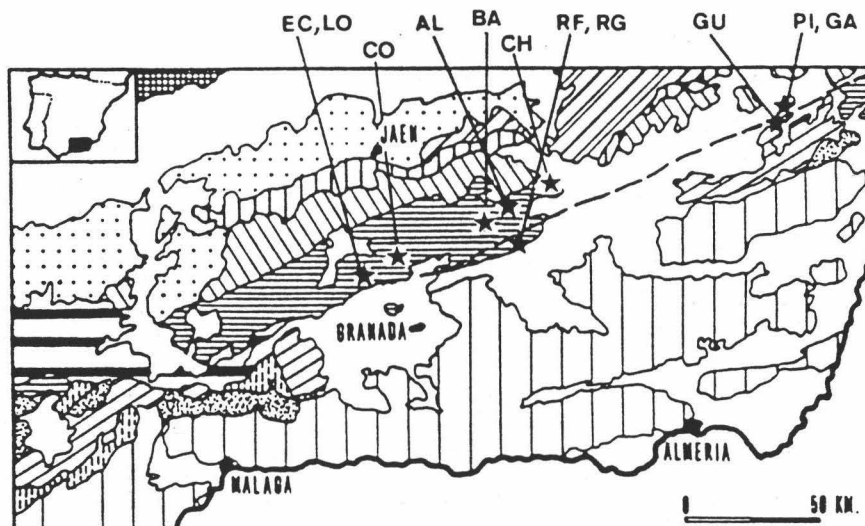 EC,LO
CO
AL
BA
CH
RF, RG
GU
PI, GA
JAEN
GRANADA
ALMERIA
MALAGA
0 50 KM.